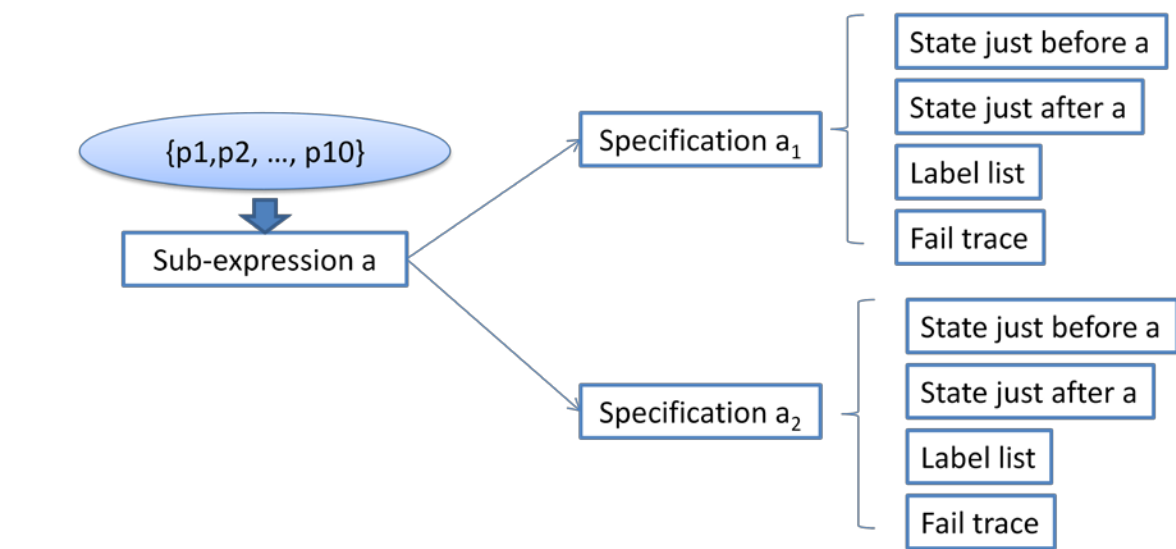 {p1,p2, ..., p10}
Sub-expression a
Specification a₁
State just before a
State just after a
Label list
Fail trace
Specification a₂
State just before a
State just after a
Label list
Fail trace